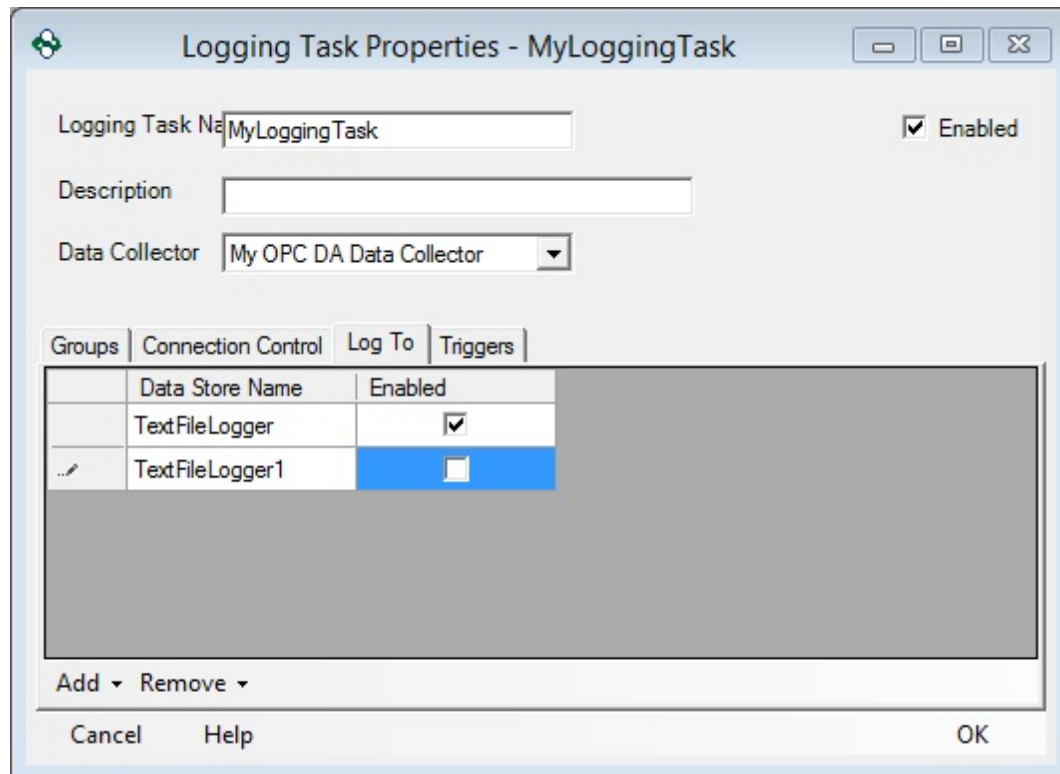 Logging Task Properties - MyLoggingTask
Logging Task Na MyLoggingTask Enabled
Description
Data Collector My OPC DA Data Collector
Groups Connection Control Log To Triggers
Data Store Name Enabled
TextFileLogger
TextFileLogger1
Add Remove
Cancel Help OK